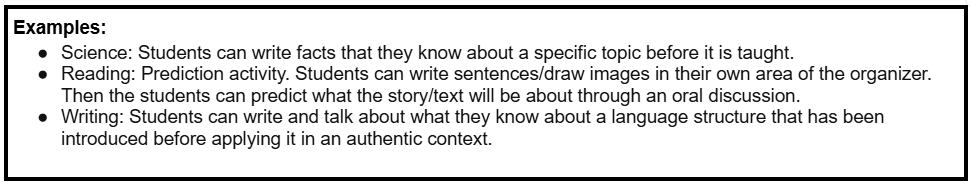 Examples:
● Science: Students can write facts that they know about a specific topic before it is taught.
● Reading: Prediction activity. Students can write sentences/draw images in their own area of the organizer.
Then the students can predict what the story/text will be about through an oral discussion.
● Writing: Students can write and talk about what they know about a language structure that has been
introduced before applying it in an authentic context.